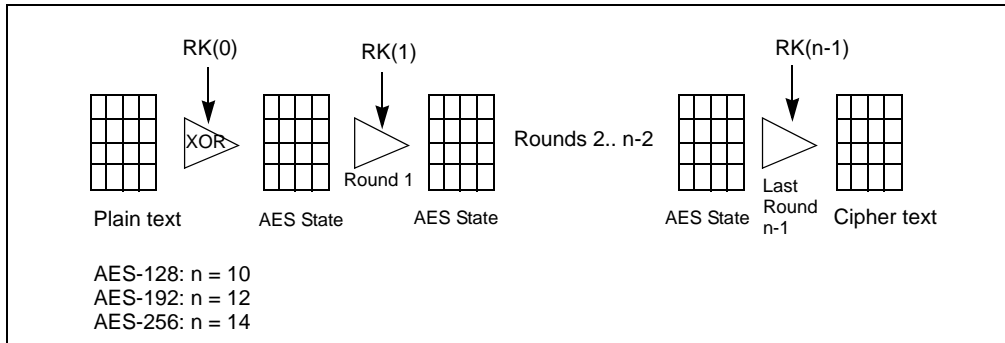 RK(0)
RK(1)
RK(n-1)
XOR
Rounds 2.. n-2
Round 1
Last
Round
n-1
Plain text
AES State
AES State
AES State
Cipher text
AES-128: n = 10
AES-192: n = 12
AES-256: n = 14